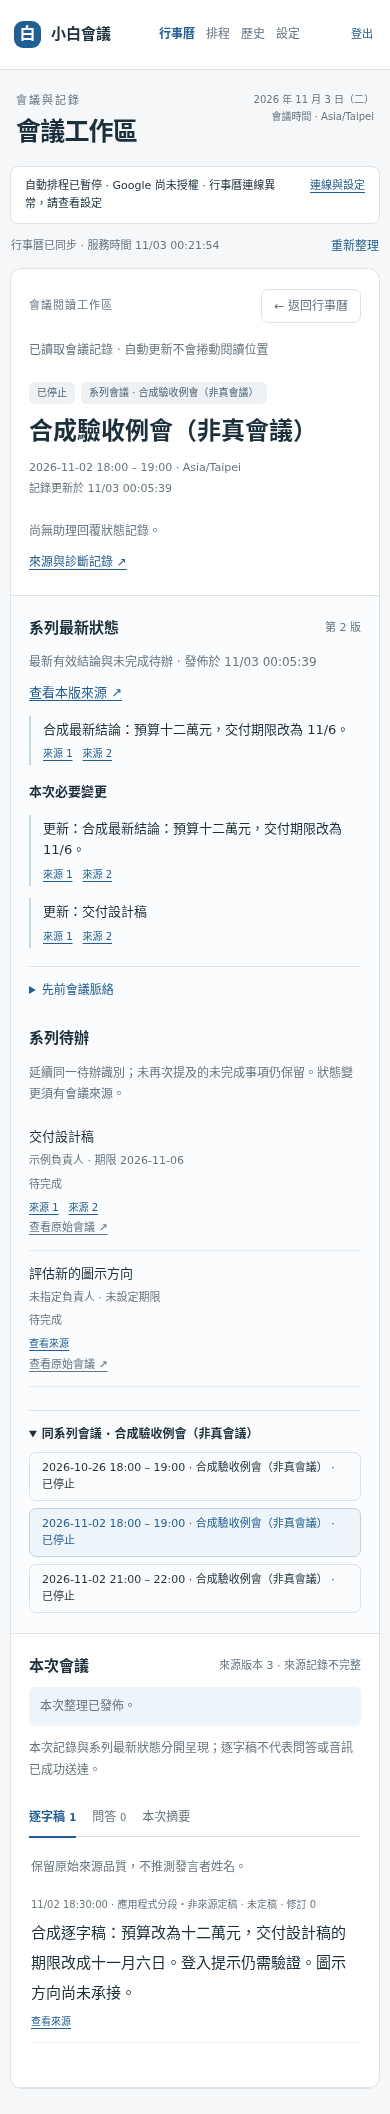 白 小白會議 行事曆 排程 歷史 設定 登出
會議與記錄
會議工作區
2026 年 11 月 3 日（二）
會議時間 · Asia/Taipei
自動排程已暫停 · Google 尚未授權 · 行事曆連線異
常，請查看設定
連線與設定
行事曆已同步 · 服務時間 11/03 00:21:54 重新整理
會議閱讀工作區 ← 返回行事曆
已讀取會議記錄 · 自動更新不會捲動閱讀位置
已停止 系列會議 · 合成驗收例會（非真會議）
合成驗收例會（非真會議）
2026-11-02 18:00 – 19:00 · Asia/Taipei
記錄更新於 11/03 00:05:39
尚無助理回覆狀態記錄。
來源與診斷記錄 ↗
系列最新狀態 第 2 版
最新有效結論與未完成待辦 · 發佈於 11/03 00:05:39
查看本版來源 ↗
合成最新結論：預算十二萬元，交付期限改為 11/6。
來源 1 來源 2
本次必要變更
更新：合成最新結論：預算十二萬元，交付期限改為
11/6。
來源 1 來源 2
更新：交付設計稿
來源 1 來源 2
▶ 先前會議脈絡
系列待辦
延續同一待辦識別；未再次提及的未完成事項仍保留。狀態變
更須有會議來源。
交付設計稿
示例負責人 · 期限 2026-11-06
待完成
來源 1 來源 2
查看原始會議 ↗
評估新的圖示方向
未指定負責人 · 未設定期限
待完成
查看來源
查看原始會議 ↗
▼ 同系列會議 · 合成驗收例會（非真會議）
2026-10-26 18:00 – 19:00 · 合成驗收例會（非真會議） ·
已停止
2026-11-02 18:00 – 19:00 · 合成驗收例會（非真會議） ·
已停止
2026-11-02 21:00 – 22:00 · 合成驗收例會（非真會議） ·
已停止
本次會議 來源版本 3 · 來源記錄不完整
本次整理已發佈。
本次記錄與系列最新狀態分開呈現；逐字稿不代表問答或音訊
已成功送達。
逐字稿 1 問答 0 本次摘要
保留原始來源品質，不推測發言者姓名。
11/02 18:30:00 · 應用程式分段・非來源定稿 · 未定稿 · 修訂 0
合成逐字稿：預算改為十二萬元，交付設計稿的
期限改成十一月六日。登入提示仍需驗證。圖示
方向尚未承接。
查看來源